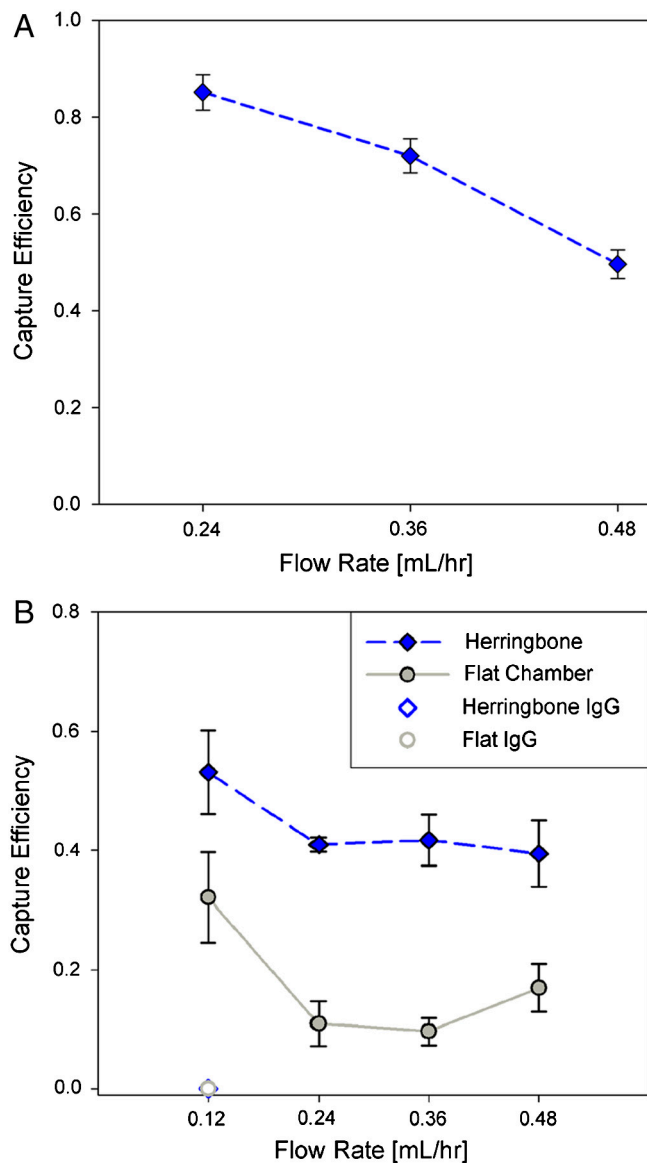 A
1.0
0.8
0.6
0.4
0.2
0.0
Capture Efficiency
0.24 0.36 0.48
Flow Rate [mL/hr]
B
0.8
0.6
0.4
0.2
0.0
Capture Efficiency
Herringbone
Flat Chamber
Herringbone IgG
Flat IgG
0.12 0.24 0.36 0.48
Flow Rate [mL/hr]